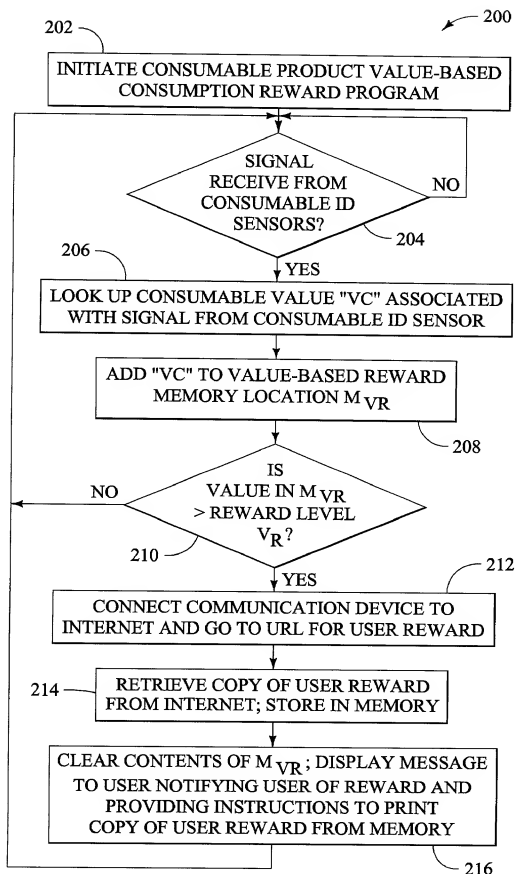 200
202
INITIATE CONSUMABLE PRODUCT VALUE-BASED
CONSUMPTION REWARD PROGRAM
SIGNAL
RECEIVE FROM
CONSUMABLE ID
SENSORS?
NO
204
YES
206
LOOK UP CONSUMABLE VALUE "VC" ASSOCIATED
WITH SIGNAL FROM CONSUMABLE ID SENSOR
ADD "VC" TO VALUE-BASED REWARD
MEMORY LOCATION MVR
208
IS
VALUE IN MVR
> REWARD LEVEL
VR?
NO
210
YES
212
CONNECT COMMUNICATION DEVICE TO
INTERNET AND GO TO URL FOR USER REWARD
214
RETRIEVE COPY OF USER REWARD
FROM INTERNET; STORE IN MEMORY
CLEAR CONTENTS OF MVR; DISPLAY MESSAGE
TO USER NOTIFYING USER OF REWARD AND
PROVIDING INSTRUCTIONS TO PRINT
COPY OF USER REWARD FROM MEMORY
216